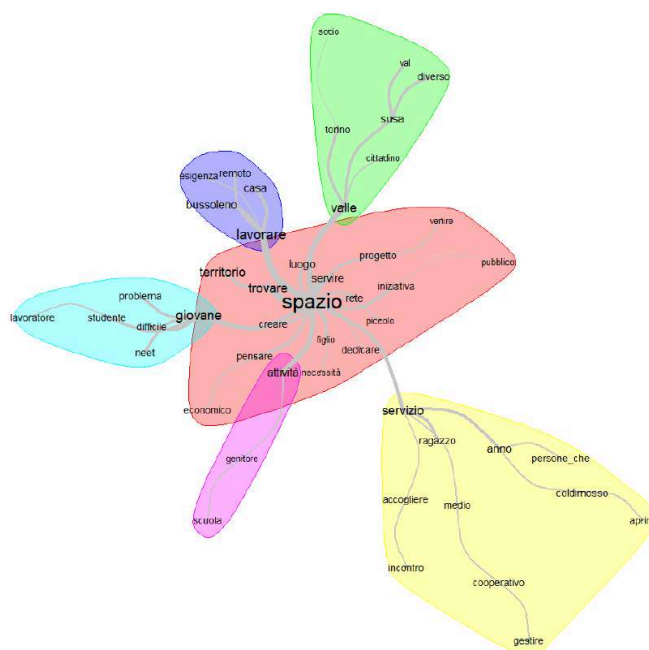 socio
val
diverso
susa
torino
cittadino
esigenza
remoto
casa
bussoleno
valle
lavorare
venire
luogo
progetto
territorio
servire
pubblico
trovare
iniziativa
spazio
rete
problema
giovane
lavoratore
studente
piccolo
difficile
creare
figlio
neet
pensare
dedicare
attività
necessità
economico
servizio
ragazzo
anno
genitore
persone_che
coldimosso
accogliere
medio
scuola
aprire
incontro
cooperativo
gestire